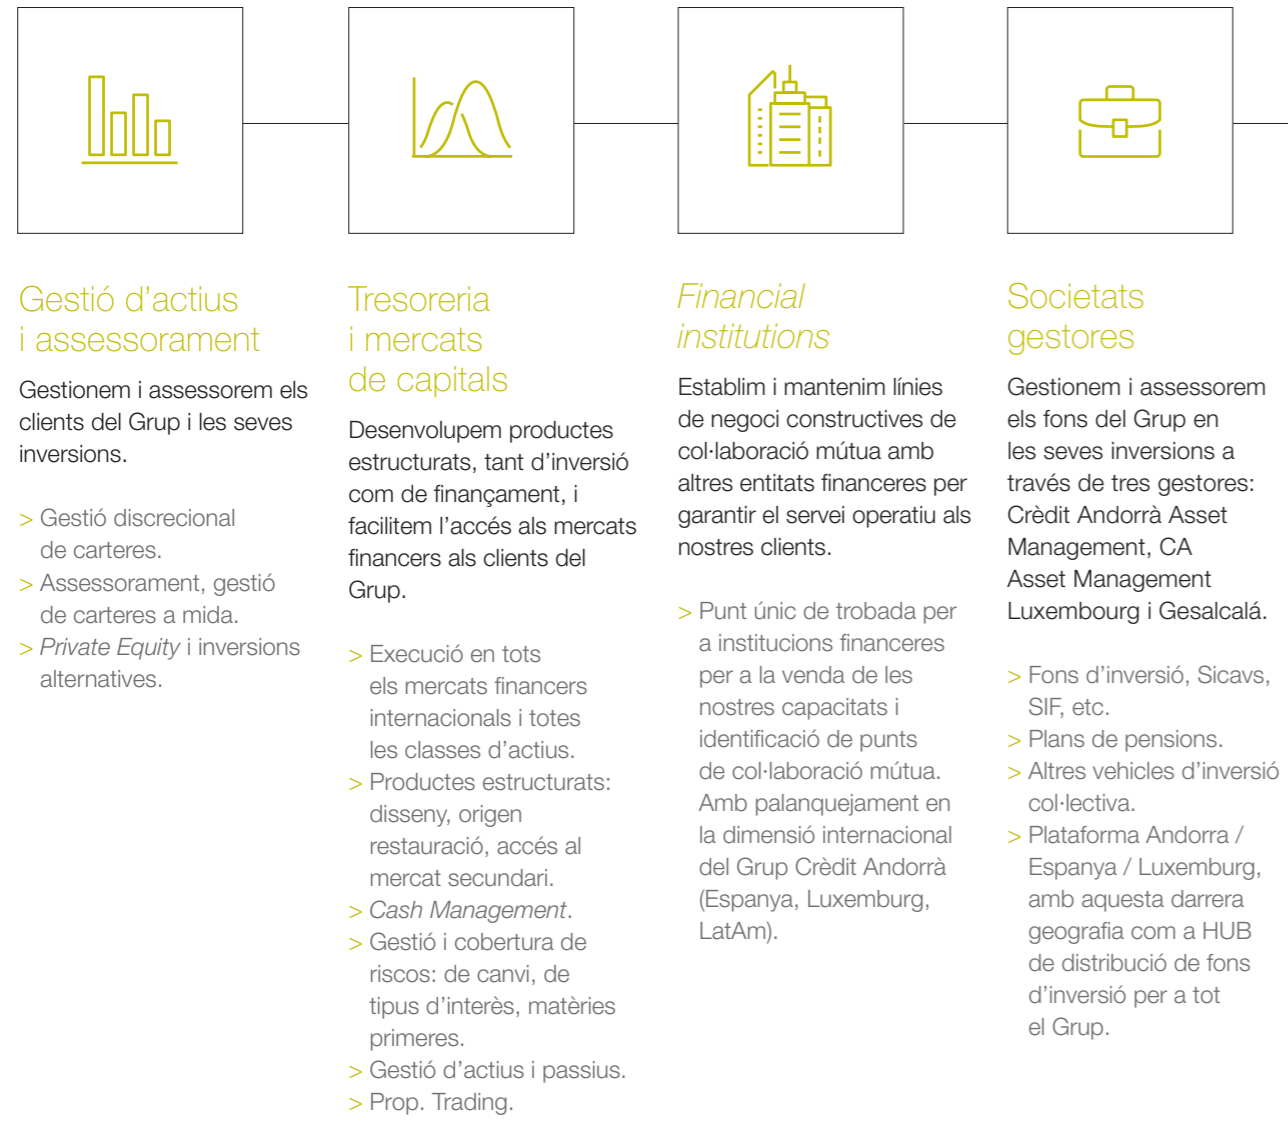 Gestió d’actius
i assessorament
Gestionem i assessorem els
clients del Grup i les seves
inversions.
> Gestió discrecional
de carteres.
> Assessorament, gestió
de carteres a mida.
> Private Equity i inversions
alternatives.
Tresoreria
i mercats
de capitals
Desenvolupem productes
estructurats, tant d’inversió
com de finançament, i
facilitem l’accés als mercats
financers als clients del
Grup.
> Execució en tots
els mercats financers
internacionals i totes
les classes d’actius.
> Productes estructurats:
disseny, origen
restauració, accés al
mercat secundari.
> Cash Management.
> Gestió i cobertura de
riscos: de canvi, de
tipus d’interès, matèries
primeres.
> Gestió d’actius i passius.
> Prop. Trading.
Financial
institutions
Establim i mantenim línies
de negoci constructives de
col·laboració mútua amb
altres entitats financeres per
garantir el servei operatiu als
nostres clients.
> Punt únic de trobada per
a institucions financeres
per a la venda de les
nostres capacitats i
identificació de punts
de col·laboració mútua.
Amb palanquejament en
la dimensió internacional
del Grup Crèdit Andorrà
(Espanya, Luxemburg,
LatAm).
Societats
gestores
Gestionem i assessorem
els fons del Grup en
les seves inversions a
través de tres gestores:
Crèdit Andorrà Asset
Management, CA
Asset Management
Luxembourg i Gesalcalá.
> Fons d’inversió, Sicavs,
SIF, etc.
> Plans de pensions.
> Altres vehicles d’inversió
col·lectiva.
> Plataforma Andorra /
Espanya / Luxemburg,
amb aquesta darrera
geografia com a HUB
de distribució de fons
d’inversió per a tot
el Grup.